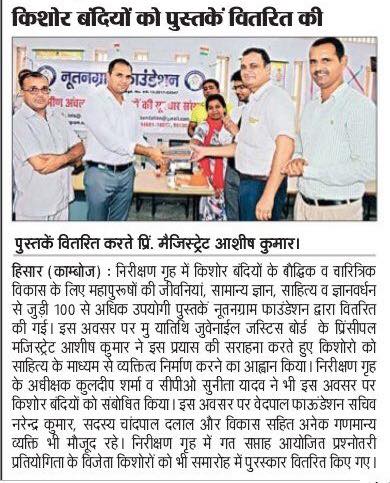 किशोर बंदियों को पुस्तकें वितरित की
नूतनग्राम फाउंडेशन
पुस्तकें वितरित करते प्रिं. मैजिस्ट्रेट आशीष कुमार।
हिसार (काम्बोज) : निरीक्षण गृह में किशोर बंदियों के बौद्धिक व चारित्रिक
विकास के लिए महापुरूषों की जीवनियां, सामान्य ज्ञान, साहित्य व ज्ञानवर्धन
से जुड़ी 100 से अधिक उपयोगी पुस्तकें नूतनग्राम फाऊंडेशन द्वारा वितरित
की गईं। इस अवसर पर मु यातिथि जुवेनाईल जस्टिस बोर्ड के प्रिंसीपल
मजिस्ट्रेट आशीष कुमार ने इस प्रयास की सराहना करते हुए किशोरो को
साहित्य के माध्यम से व्यक्तित्व निर्माण करने का आह्वान किया। निरीक्षण गृह
के अधीक्षक कुलदीप शर्मा व सीपीओ सुनीता यादव ने भी इस अवसर पर
किशोर बंदियों को संबोधित किया। इस अवसर पर वेदपाल फाऊंडेशन सचिव
नरेन्द्र कुमार, सदस्य चांदपाल दलाल और विकास सहित अनेक गणमान्य
व्यक्ति भी मौजूद रहे। निरीक्षण गृह में गत सप्ताह आयोजित प्रश्नोतरी
प्रतियोगिता के विजेता किशोरों को भी समारोह में पुरस्कार वितरित किए गए।